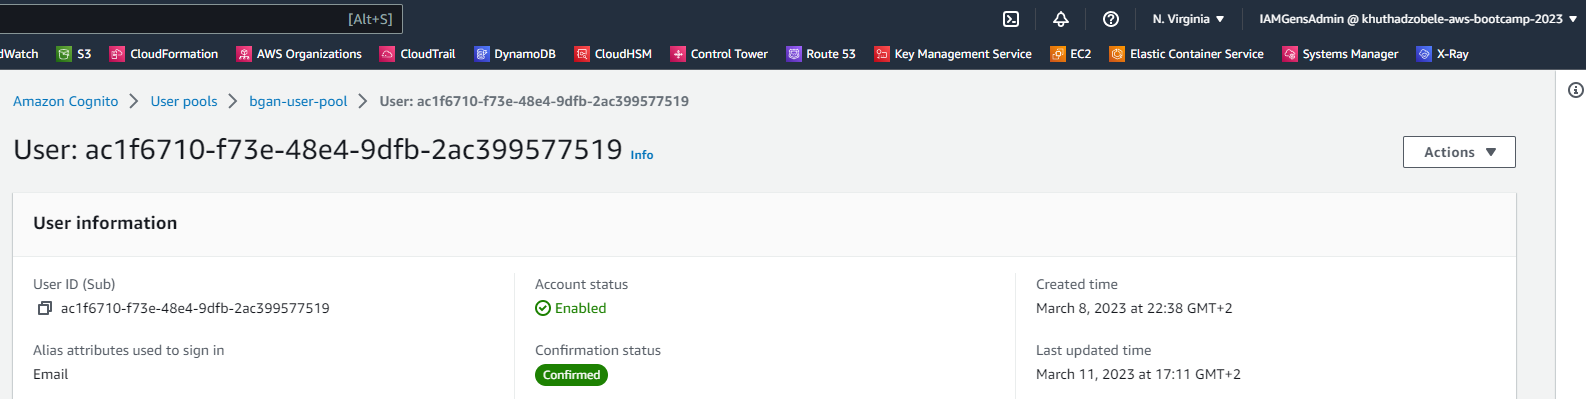 [Alt+S] N. Virginia IAMGensAdmin @ khuthadzobele-aws-bootcamp-2023
dWatch S3 CloudFormation AWS Organizations CloudTrail DynamoDB CloudHSM Control Tower Route 53 Key Management Service EC2 Elastic Container Service Systems Manager X-Ray
Amazon Cognito > User pools > bgan-user-pool > User: ac1f6710-f73e-48e4-9dfb-2ac399577519
User: ac1f6710-f73e-48e4-9dfb-2ac399577519 Info
Actions
User information
User ID (Sub)
ac1f6710-f73e-48e4-9dfb-2ac399577519
Alias attributes used to sign in
Email
Account status
Enabled
Confirmation status
Confirmed
Created time
March 8, 2023 at 22:38 GMT+2
Last updated time
March 11, 2023 at 17:11 GMT+2